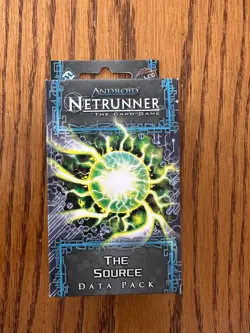 ANDROID
NETRUNNER
THE CARD GAME
THE
SOURCE
DATA PACK